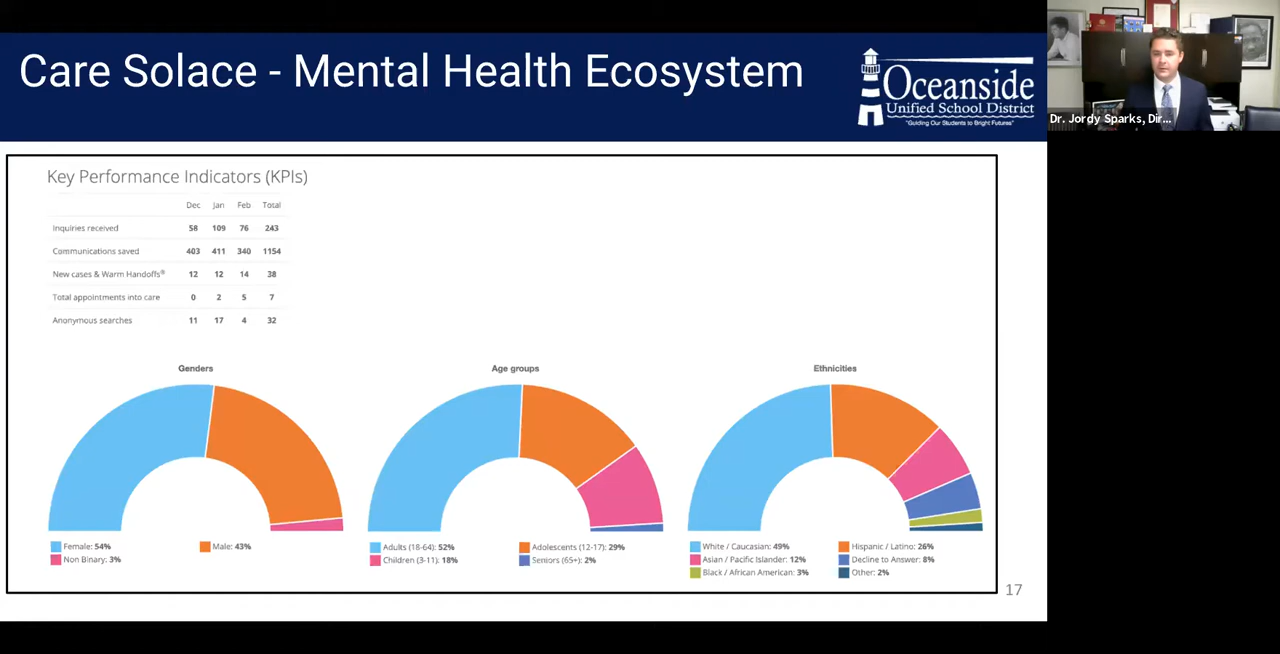 Care Solace - Mental Health Ecosystem
Oceanside
Unified School District
"Guiding Our Students to Bright Futures"
Dr. Jordy Sparks, Dir...
Key Performance Indicators (KPIs)
Dec Jan Feb Total
Inquiries received 58 109 76 243
Communications saved 403 411 340 1154
New cases & Warm Handoffs® 12 12 14 38
Total appointments into care 0 2 5 7
Anonymous searches 11 17 4 32
Genders
Female: 54% Male: 43%
Non Binary: 3%
Age groups
Adults (18-64): 52% Adolescents (12-17): 29%
Children (3-11): 18% Seniors (65+): 2%
Ethnicities
White / Caucasian: 49% Hispanic / Latino: 26%
Asian / Pacific Islander: 12% Decline to Answer: 8%
Black / African American: 3% Other: 2%
17